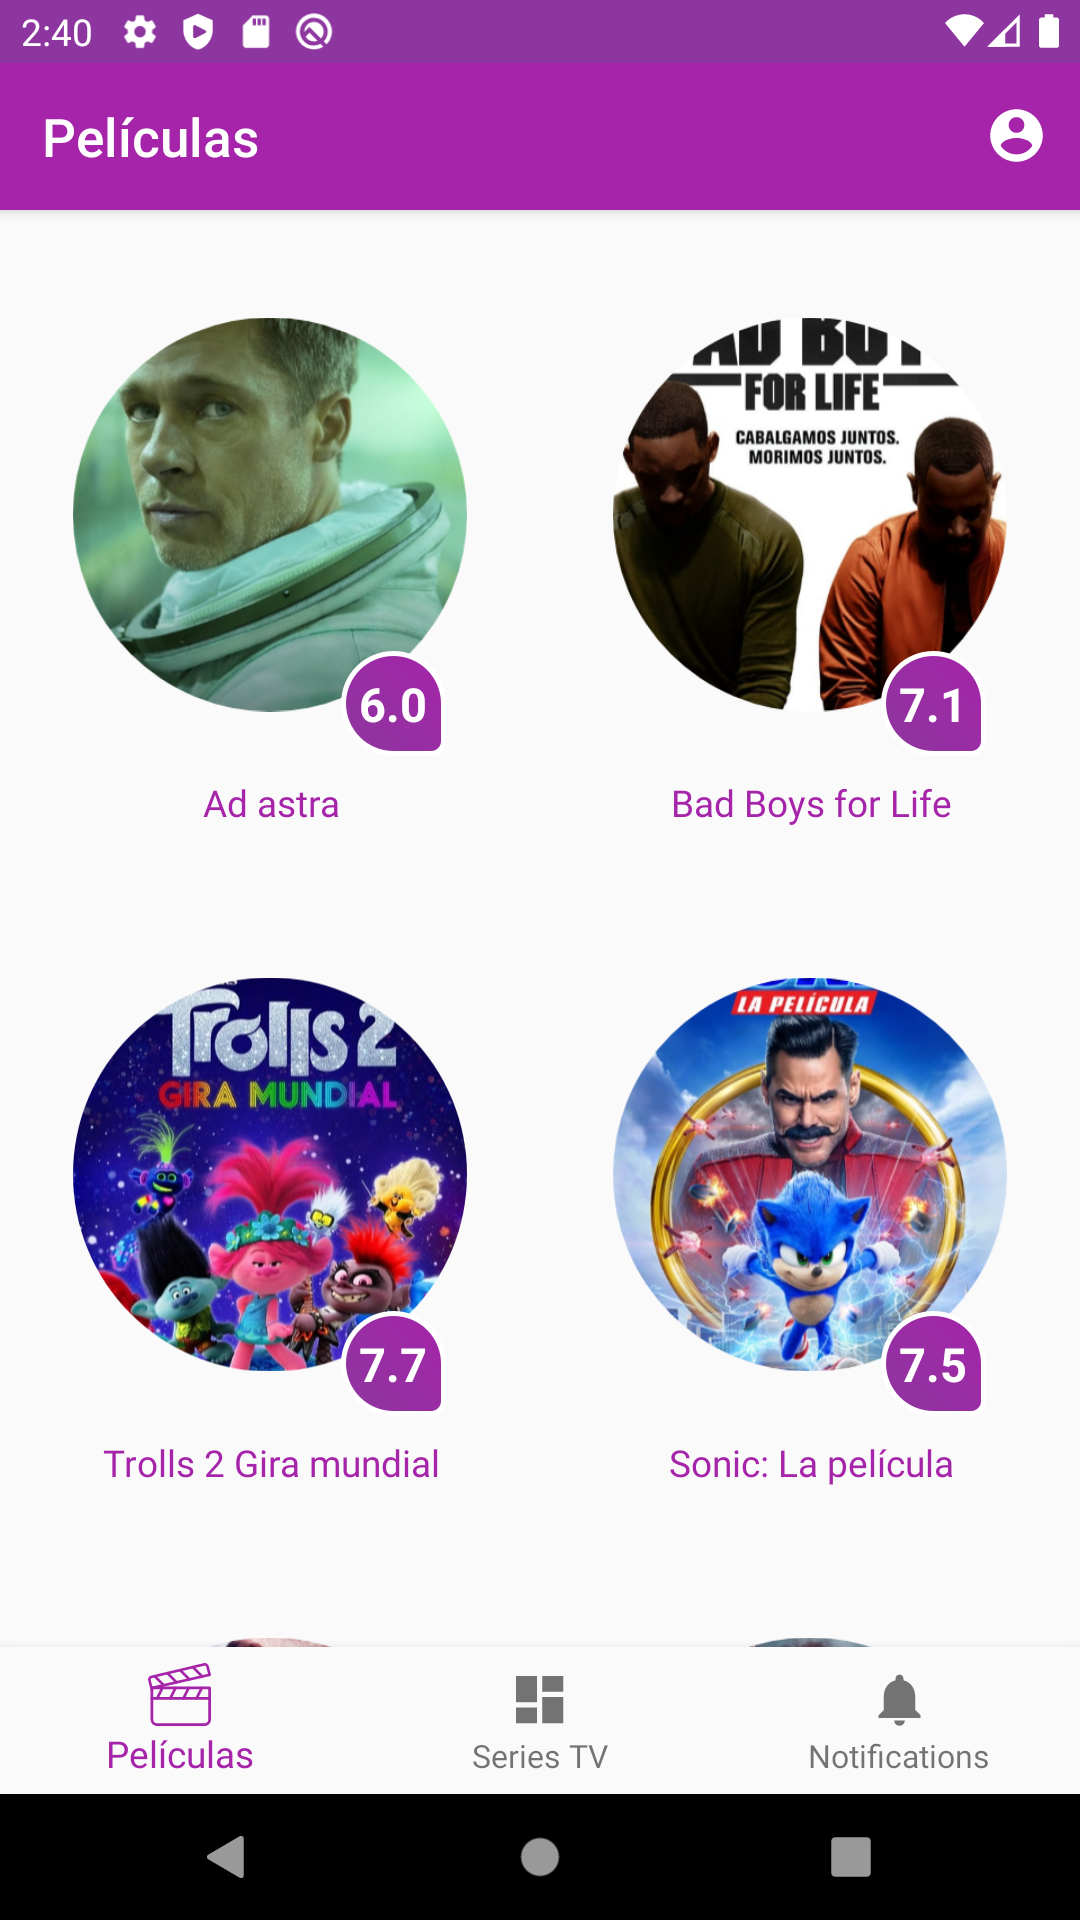 2:40
Películas
AD BOY
FOR LIFE
CABALGAMOS JUNTOS.
MORIMOS JUNTOS.
6.0
7.1
Ad astra
Bad Boys for Life
Trolls 2
GIRA MUNDIAL
LA PELÍCULA
7.7
7.5
Trolls 2 Gira mundial
Sonic: La película
Películas
Series TV
Notifications